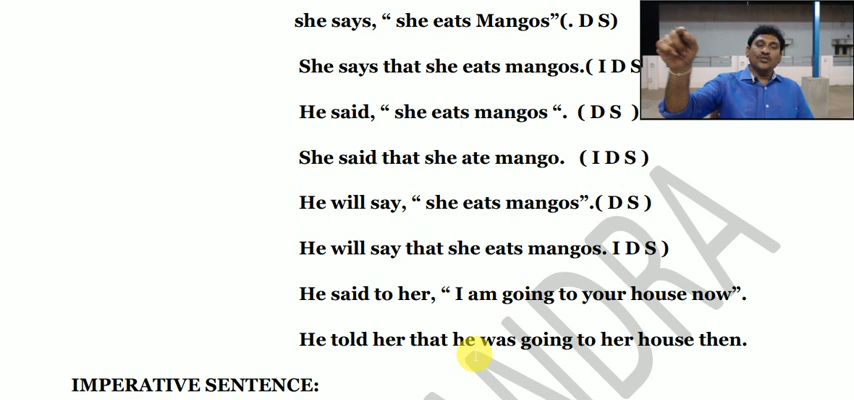 she says, “ she eats Mangos”(. D S)
She says that she eats mangos.( I D S
He said, “ she eats mangos “. ( D S )
She said that she ate mango. ( I D S )
He will say, “ she eats mangos”.( D S )
He will say that she eats mangos. I D S )
He said to her, “ I am going to your house now”.
He told her that he was going to her house then.
IMPERATIVE SENTENCE: